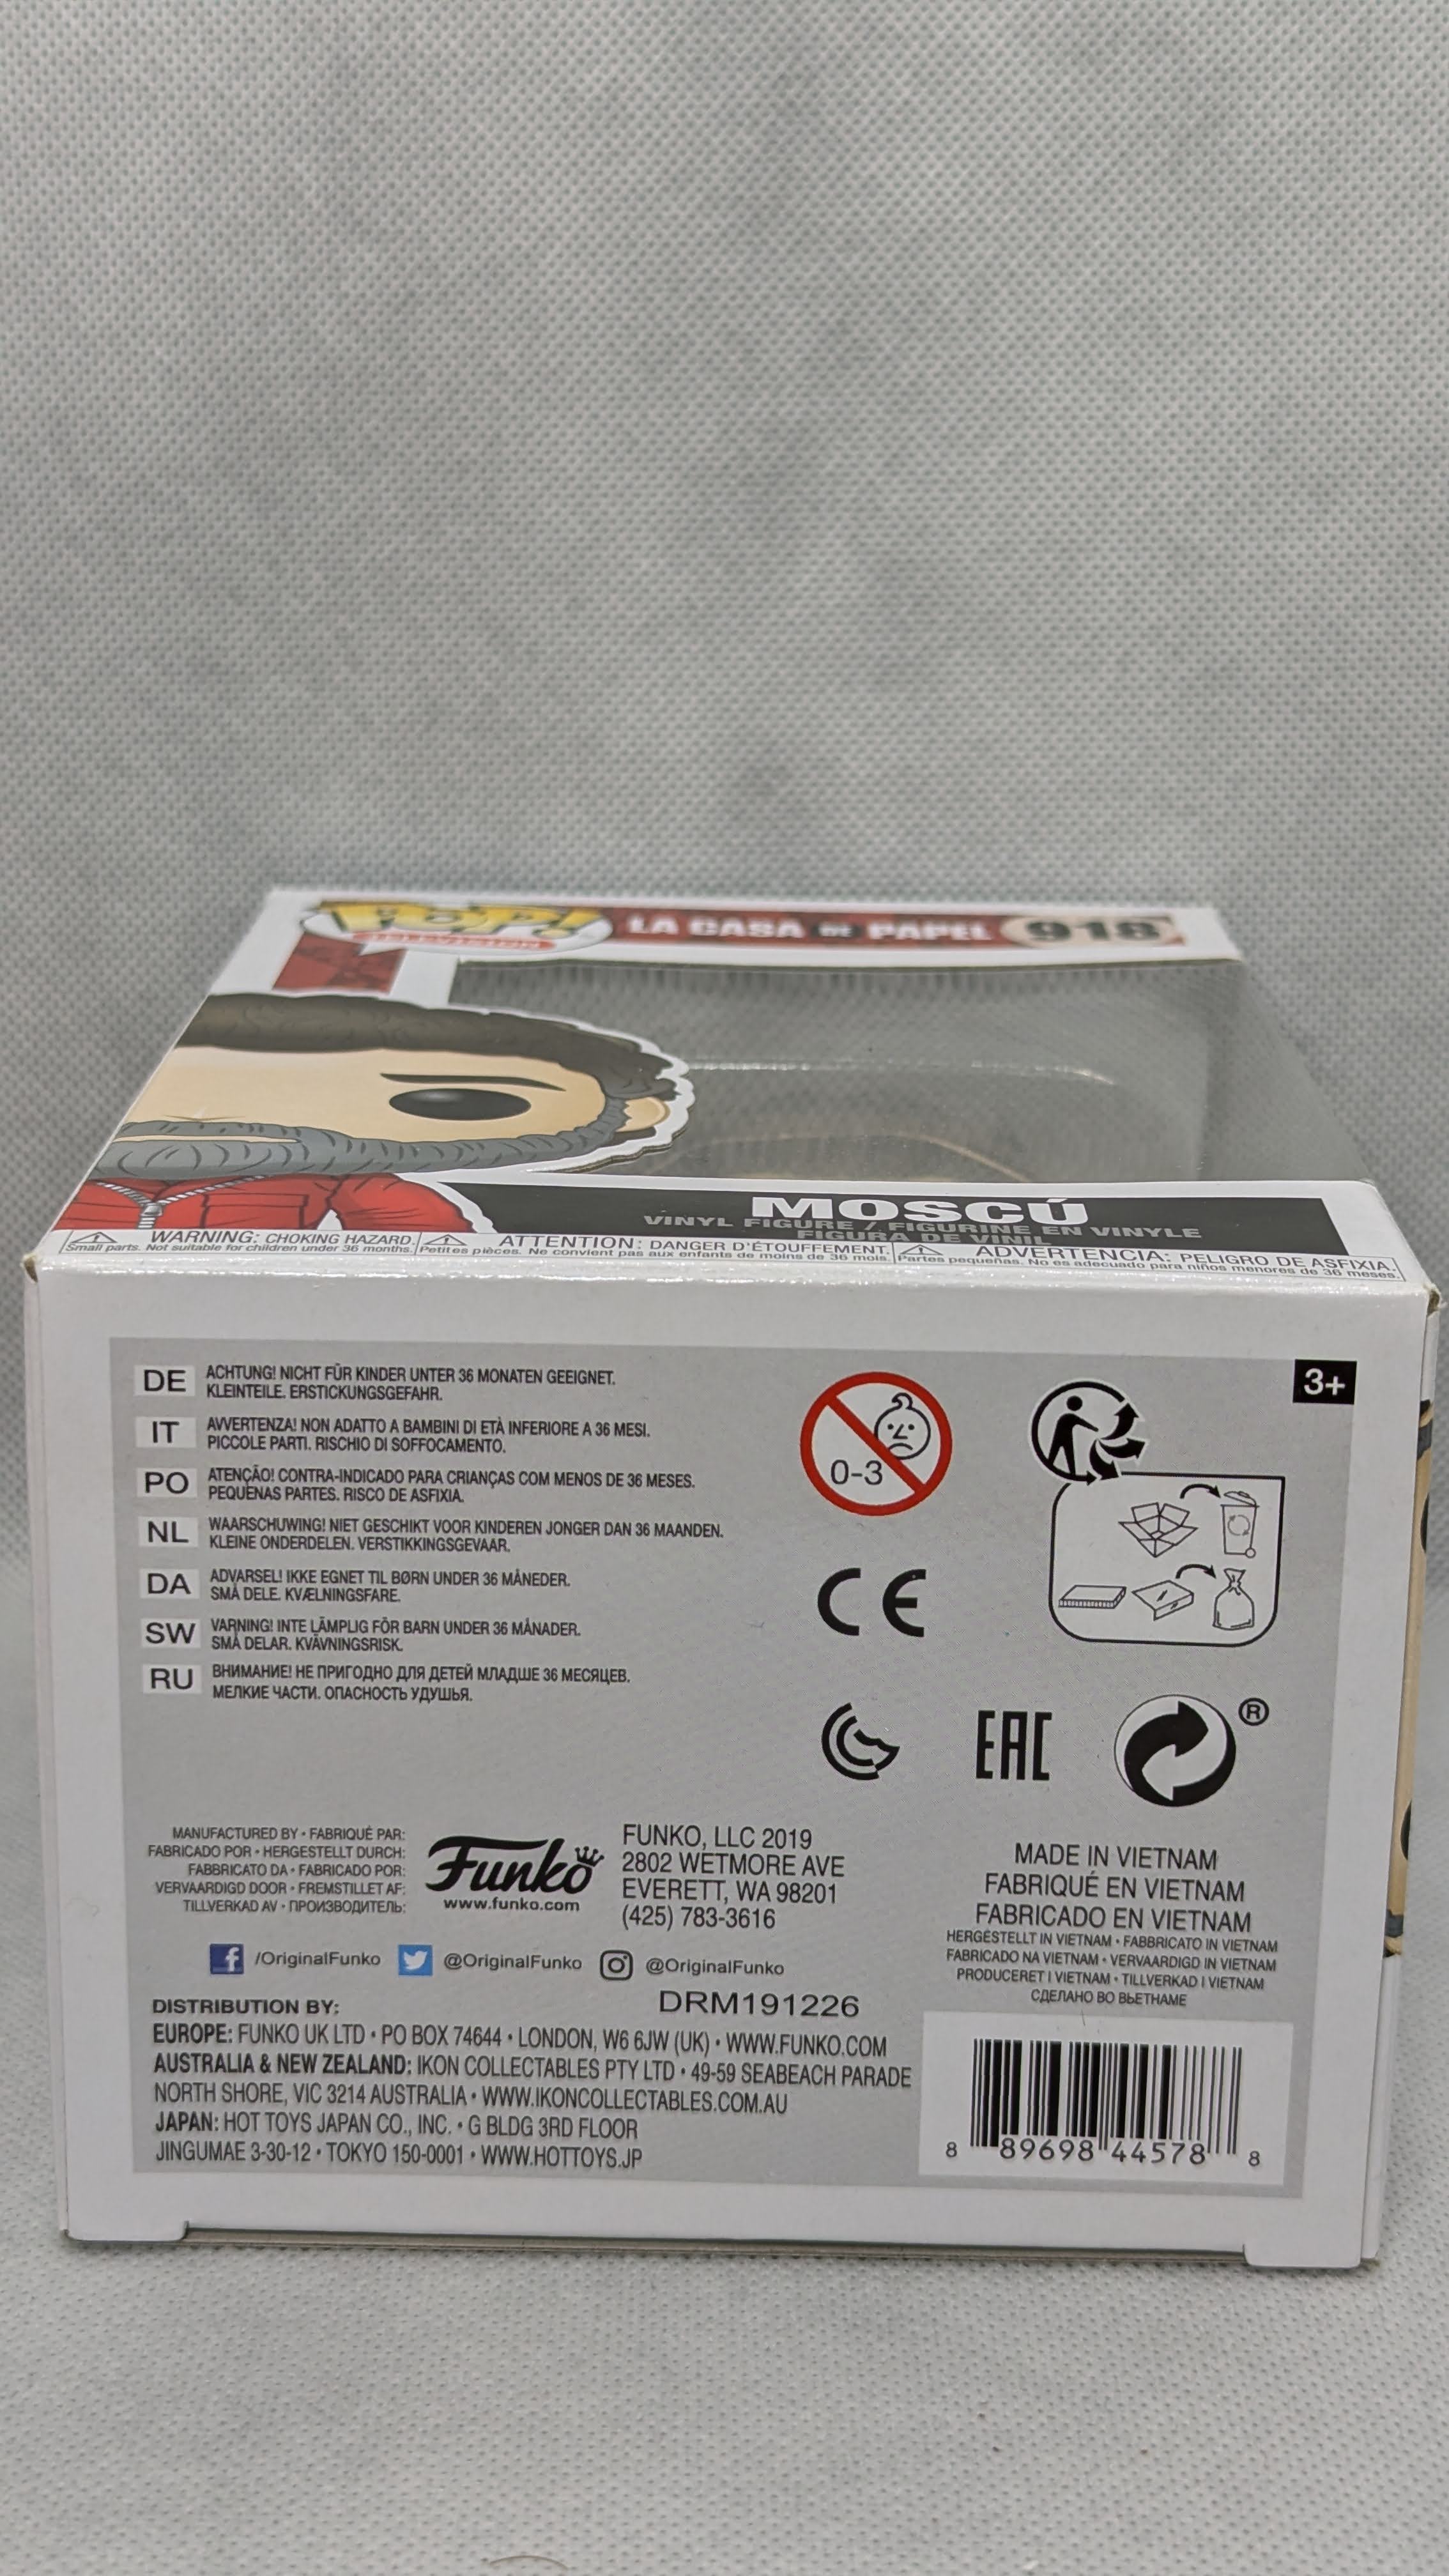 POP!
TELEVISION
LA CASA DE PAPEL 918
MOSCÚ
VINYL FIGURE / FIGURINE EN VINYLE
FIGURA DE VINIL
WARNING: CHOKING HAZARD.
Small parts. Not suitable for children under 36 months.
ATTENTION : DANGER D'ÉTOUFFEMENT.
Petites pièces. Ne convient pas aux enfants de moins de 36 mois.
ADVERTENCIA: PELIGRO DE ASFIXIA.
Partes pequeñas. No es adecuado para niños menores de 36 meses.
DE ACHTUNG! NICHT FÜR KINDER UNTER 36 MONATEN GEEIGNET.
KLEINTEILE. ERSTICKUNGSGEFAHR.
IT AVVERTENZA! NON ADATTO A BAMBINI DI ETÀ INFERIORE A 36 MESI.
PICCOLE PARTI. RISCHIO DI SOFFOCAMENTO.
PO ATENÇÃO! CONTRA-INDICADO PARA CRIANÇAS COM MENOS DE 36 MESES.
PEQUENAS PARTES. RISCO DE ASFIXIA.
NL WAARSCHUWING! NIET GESCHIKT VOOR KINDEREN JONGER DAN 36 MAANDEN.
KLEINE ONDERDELEN. VERSTIKKINGSGEVAAR.
DA ADVARSEL! IKKE EGNET TIL BØRN UNDER 36 MÅNEDER.
SMÅ DELE. KVÆLNINGSFARE.
SW VARNING! INTE LÄMPLIG FÖR BARN UNDER 36 MÅNADER.
SMÅ DELAR. KVÄVNINGSRISK.
RU ВНИМАНИЕ! НЕ ПРИГОДНО ДЛЯ ДЕТЕЙ МЛАДШЕ 36 МЕСЯЦЕВ.
МЕЛКИЕ ЧАСТИ. ОПАСНОСТЬ УДУШЬЯ.
3+
0-3
CE
EAC
®
MANUFACTURED BY • FABRIQUÉ PAR:
FABRICADO POR • HERGESTELLT DURCH:
FABBRICATO DA • FABRICADO POR:
VERVAARDIGD DOOR • FREMSTILLET AF:
TILLVERKAD AV • ПРОИЗВОДИТЕЛЬ:
Funko
www.funko.com
FUNKO, LLC 2019
2802 WETMORE AVE
EVERETT, WA 98201
(425) 783-3616
MADE IN VIETNAM
FABRIQUÉ EN VIETNAM
FABRICADO EN VIETNAM
HERGESTELLT IN VIETNAM • FABBRICATO IN VIETNAM
FABRICADO NA VIETNAM • VERVAARDIGD IN VIETNAM
PRODUCERET I VIETNAM • TILLVERKAD I VIETNAM
СДЕЛАНО ВО ВЬЕТНАМЕ
f /OriginalFunko @OriginalFunko @OriginalFunko
DRM191226
DISTRIBUTION BY:
EUROPE: FUNKO UK LTD • PO BOX 74644 • LONDON, W6 6JW (UK) • WWW.FUNKO.COM
AUSTRALIA & NEW ZEALAND: IKON COLLECTABLES PTY LTD • 49-59 SEABEACH PARADE
NORTH SHORE, VIC 3214 AUSTRALIA • WWW.IKONCOLLECTABLES.COM.AU
JAPAN: HOT TOYS JAPAN CO., INC. • G BLDG 3RD FLOOR
JINGUMAE 3-30-12 • TOKYO 150-0001 • WWW.HOTTOYS.JP
8 89698 44578 8